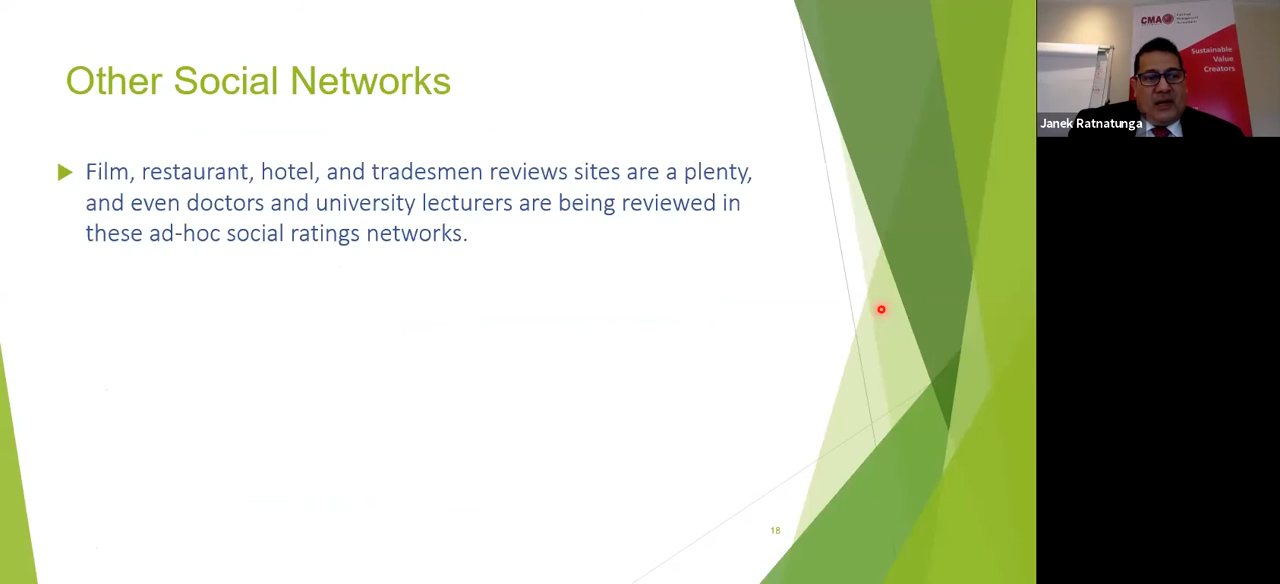 Other Social Networks
Film, restaurant, hotel, and tradesmen reviews sites are a plenty,
and even doctors and university lecturers are being reviewed in
these ad-hoc social ratings networks.
18
CMA
Sustainable
Value
Creators
Janek Ratnatunga